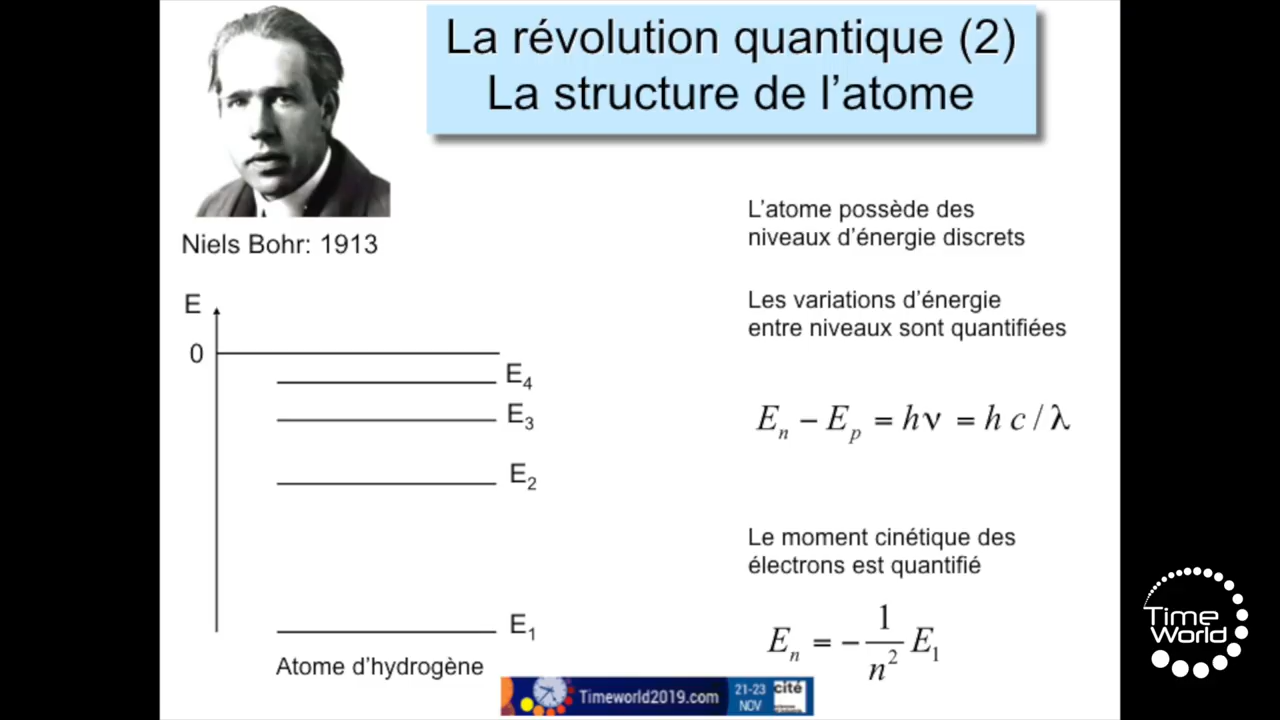 La révolution quantique (2)
La structure de l'atome
Niels Bohr: 1913
L'atome possède des
niveaux d'énergie discrets
Les variations d'énergie
entre niveaux sont quantifiées
E
0
E₄
E₃
E₂
E₁
Atome d'hydrogène
Eₙ − Eₚ = hν = h c / λ
Le moment cinétique des
électrons est quantifié
Eₙ = − 1/n² E₁
Timeworld2019.com
21-23
NOV
cité
Time
World